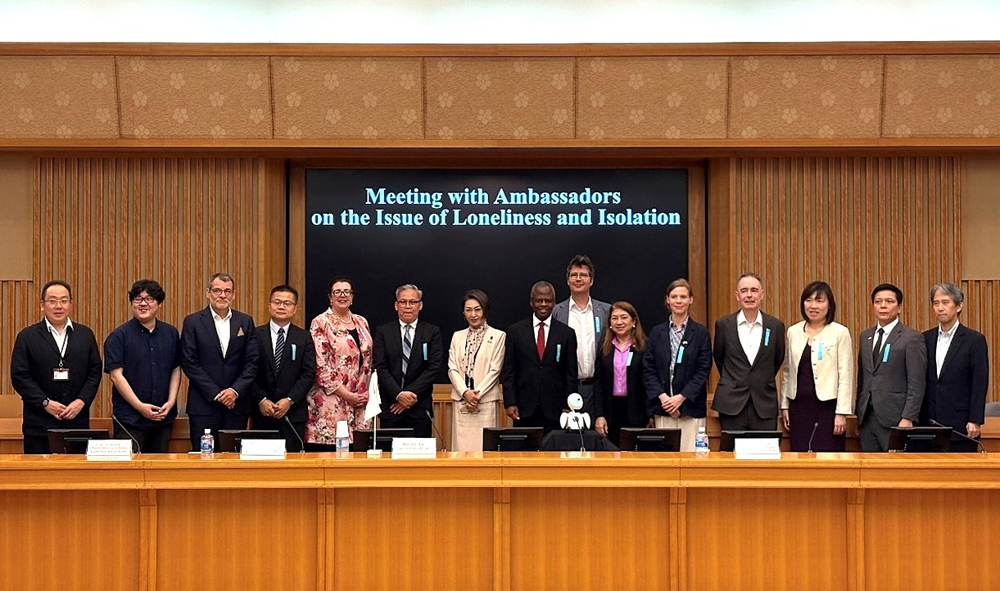 Meeting with Ambassadors
on the Issue of Loneliness and Isolation